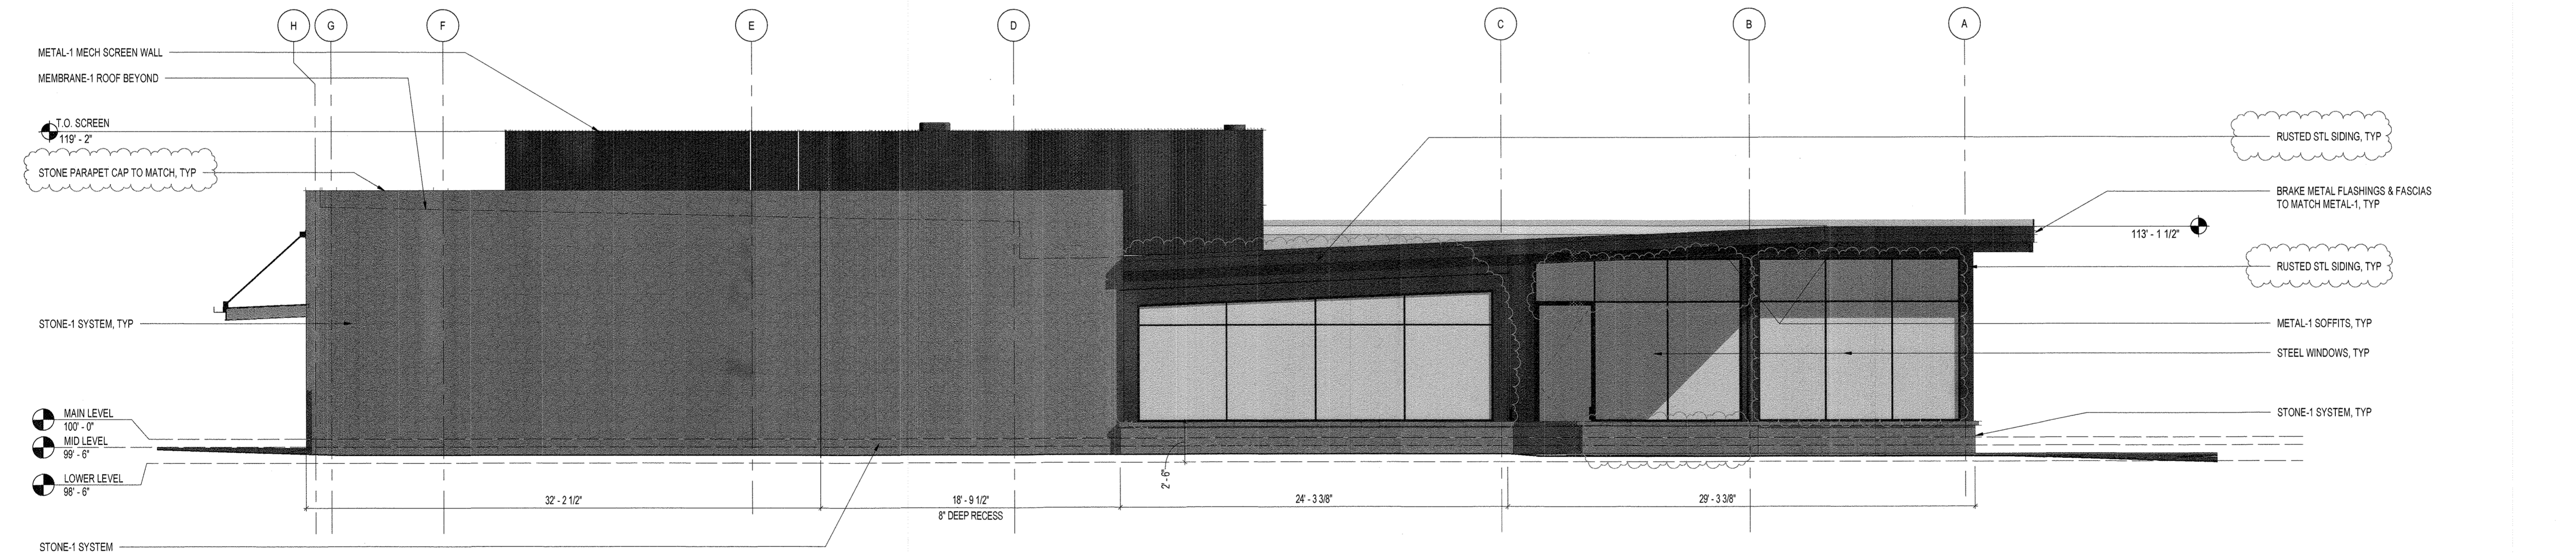 H G F E D C B A
METAL-1 MECH SCREEN WALL
MEMBRANE-1 ROOF BEYOND
T.O. SCREEN
119' - 2"
STONE PARAPET CAP TO MATCH, TYP
STONE-1 SYSTEM, TYP
MAIN LEVEL
100' - 0"
MID LEVEL
99' - 6"
LOWER LEVEL
98' - 6"
STONE-1 SYSTEM
32' - 2 1/2"
18' - 9 1/2"
8" DEEP RECESS
2' - 6"
24' - 3 3/8"
29' - 3 3/8"
RUSTED STL SIDING, TYP
BRAKE METAL FLASHINGS & FASCIAS
TO MATCH METAL-1, TYP
113' - 1 1/2"
RUSTED STL SIDING, TYP
METAL-1 SOFFITS, TYP
STEEL WINDOWS, TYP
STONE-1 SYSTEM, TYP